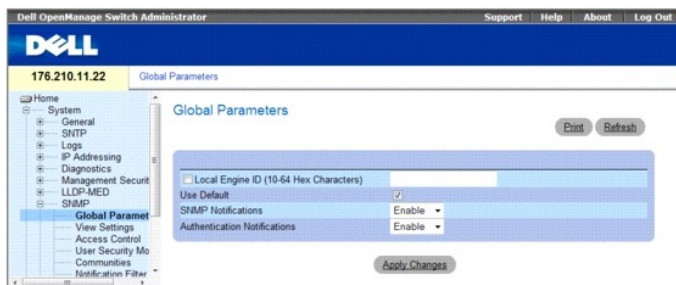 Dell OpenManage Switch Administrator
Support Help About Log Out
DELL
176.210.11.22 Global Parameters
Home
System
General
SNTP
Logs
IP Addressing
Diagnostics
Management Securit
LLDP-MED
SNMP
Global Paramet
View Settings
Access Control
User Security Mo
Communities
Notification Filter
Global Parameters
Print Refresh
Local Engine ID (10-64 Hex Characters)
Use Default
SNMP Notifications Enable
Authentication Notifications Enable
Apply Changes